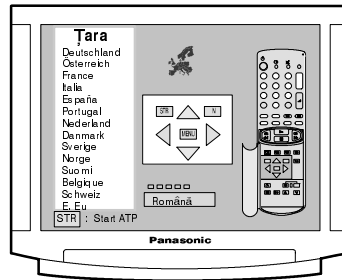 Țara
Deutschland
Österreich
France
Italia
España
Portugal
Nederland
Danmark
Sverige
Norge
Suomi
Belgique
Schweiz
E. Eu
STR : Start ATP
STR
N
MENU
Română
Panasonic